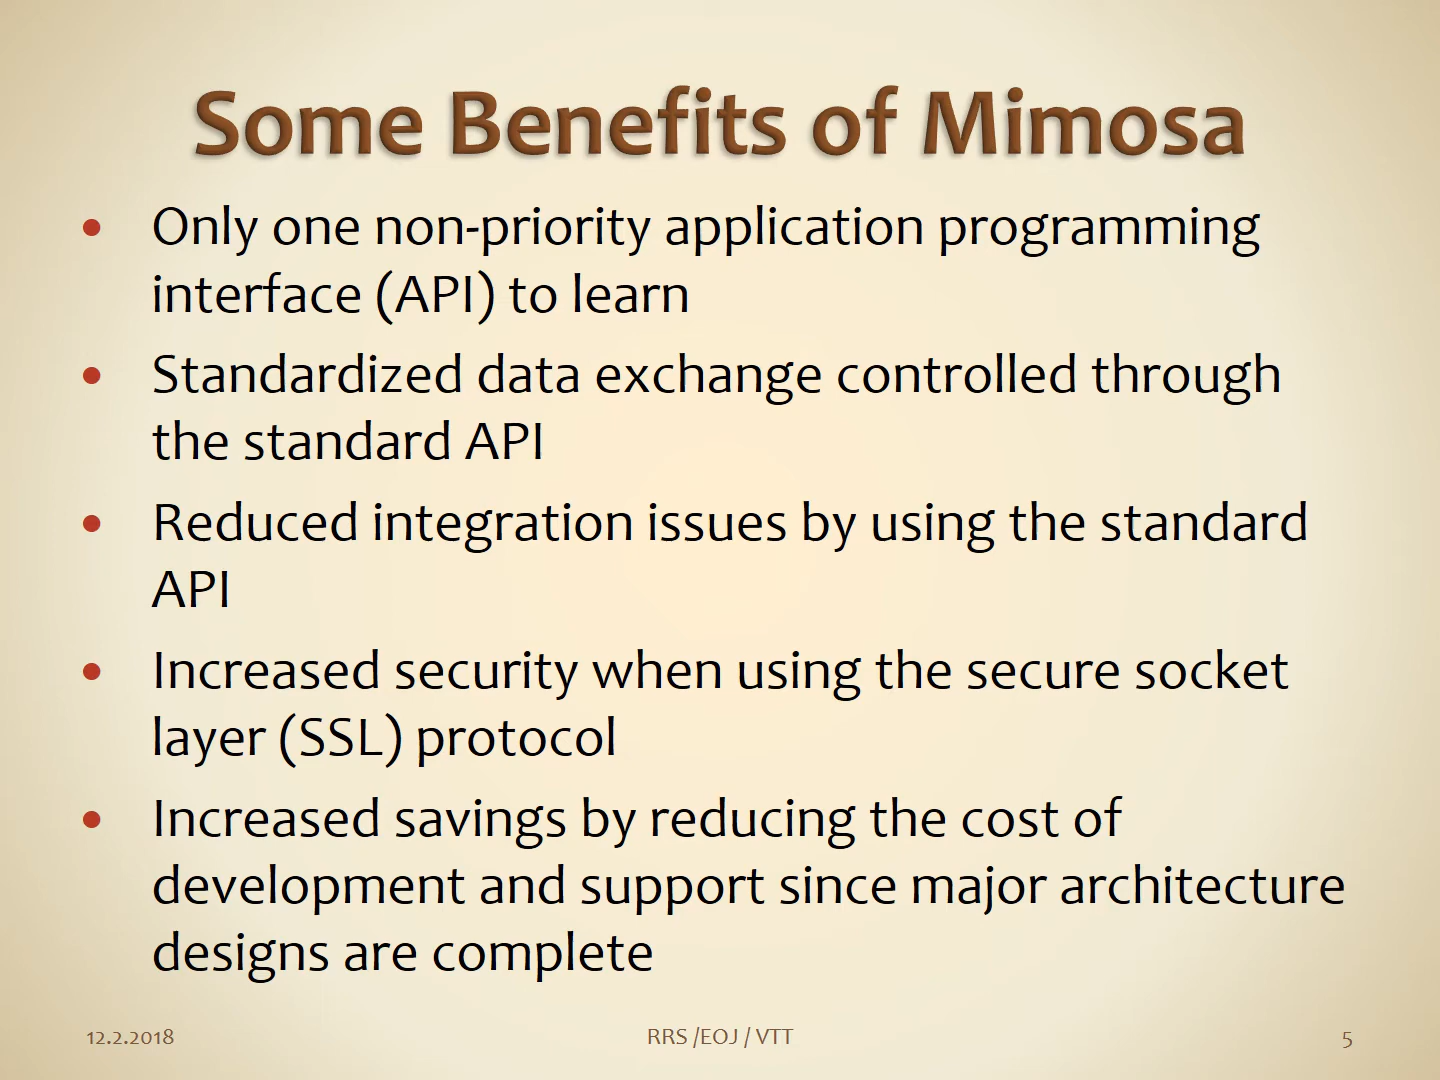 Some Benefits of Mimosa
• Only one non-priority application programming
interface (API) to learn
• Standardized data exchange controlled through
the standard API
• Reduced integration issues by using the standard
API
• Increased security when using the secure socket
layer (SSL) protocol
• Increased savings by reducing the cost of
development and support since major architecture
designs are complete
12.2.2018 RRS /EOJ / VTT 5